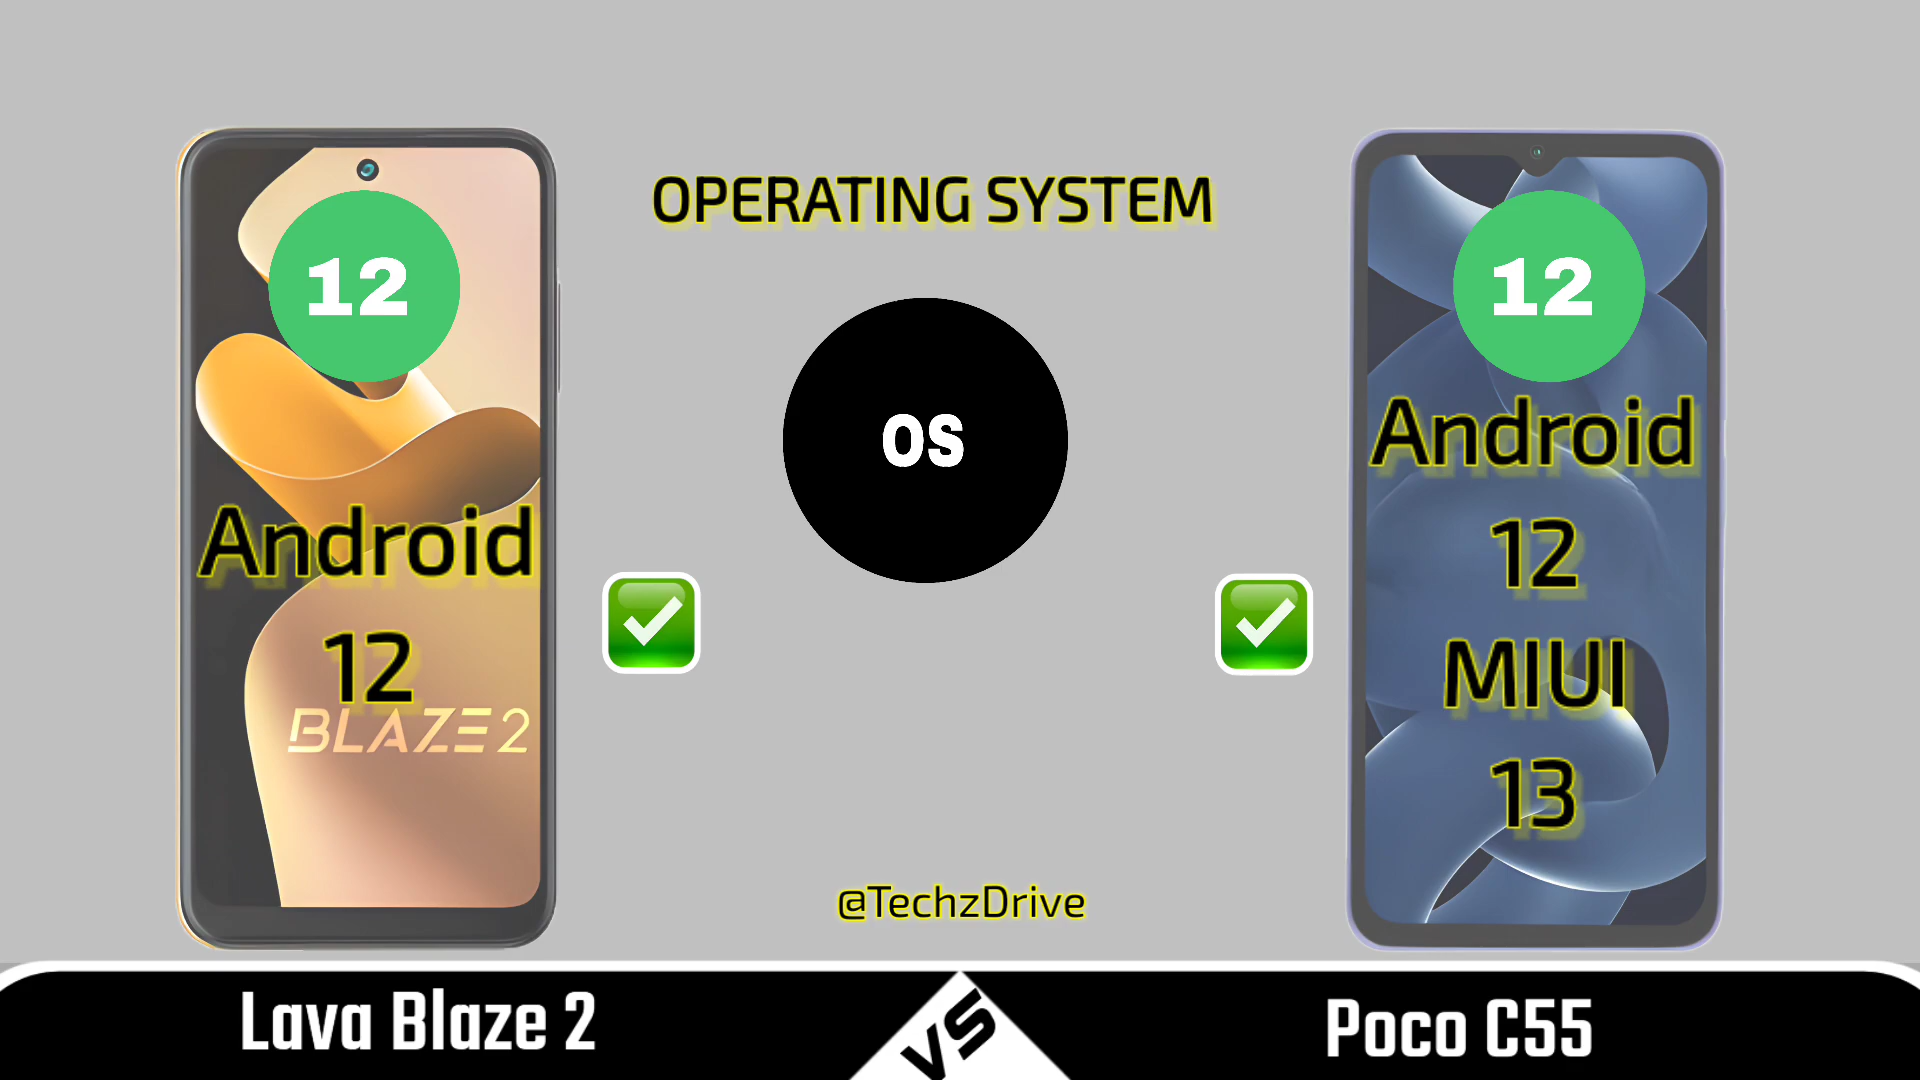 OPERATING SYSTEM
12
Android
12
BLAZE 2
OS
12
Android
12
MIUI
13
@TechzDrive
Lava Blaze 2
VS
Poco C55